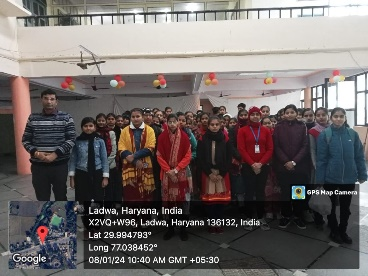 GPS Map Camera
Ladwa, Haryana, India
X2VQ+W96, Ladwa, Haryana 136132, India
Lat 29.994793°
Long 77.038452°
08/01/24 10:40 AM GMT +05:30
Google